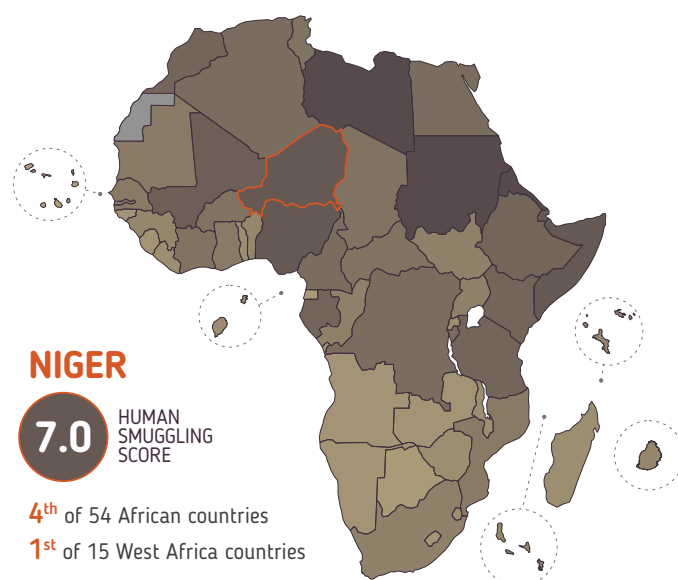 NIGER
7.0
HUMAN
SMUGGLING
SCORE
4th of 54 African countries
1st of 15 West Africa countries